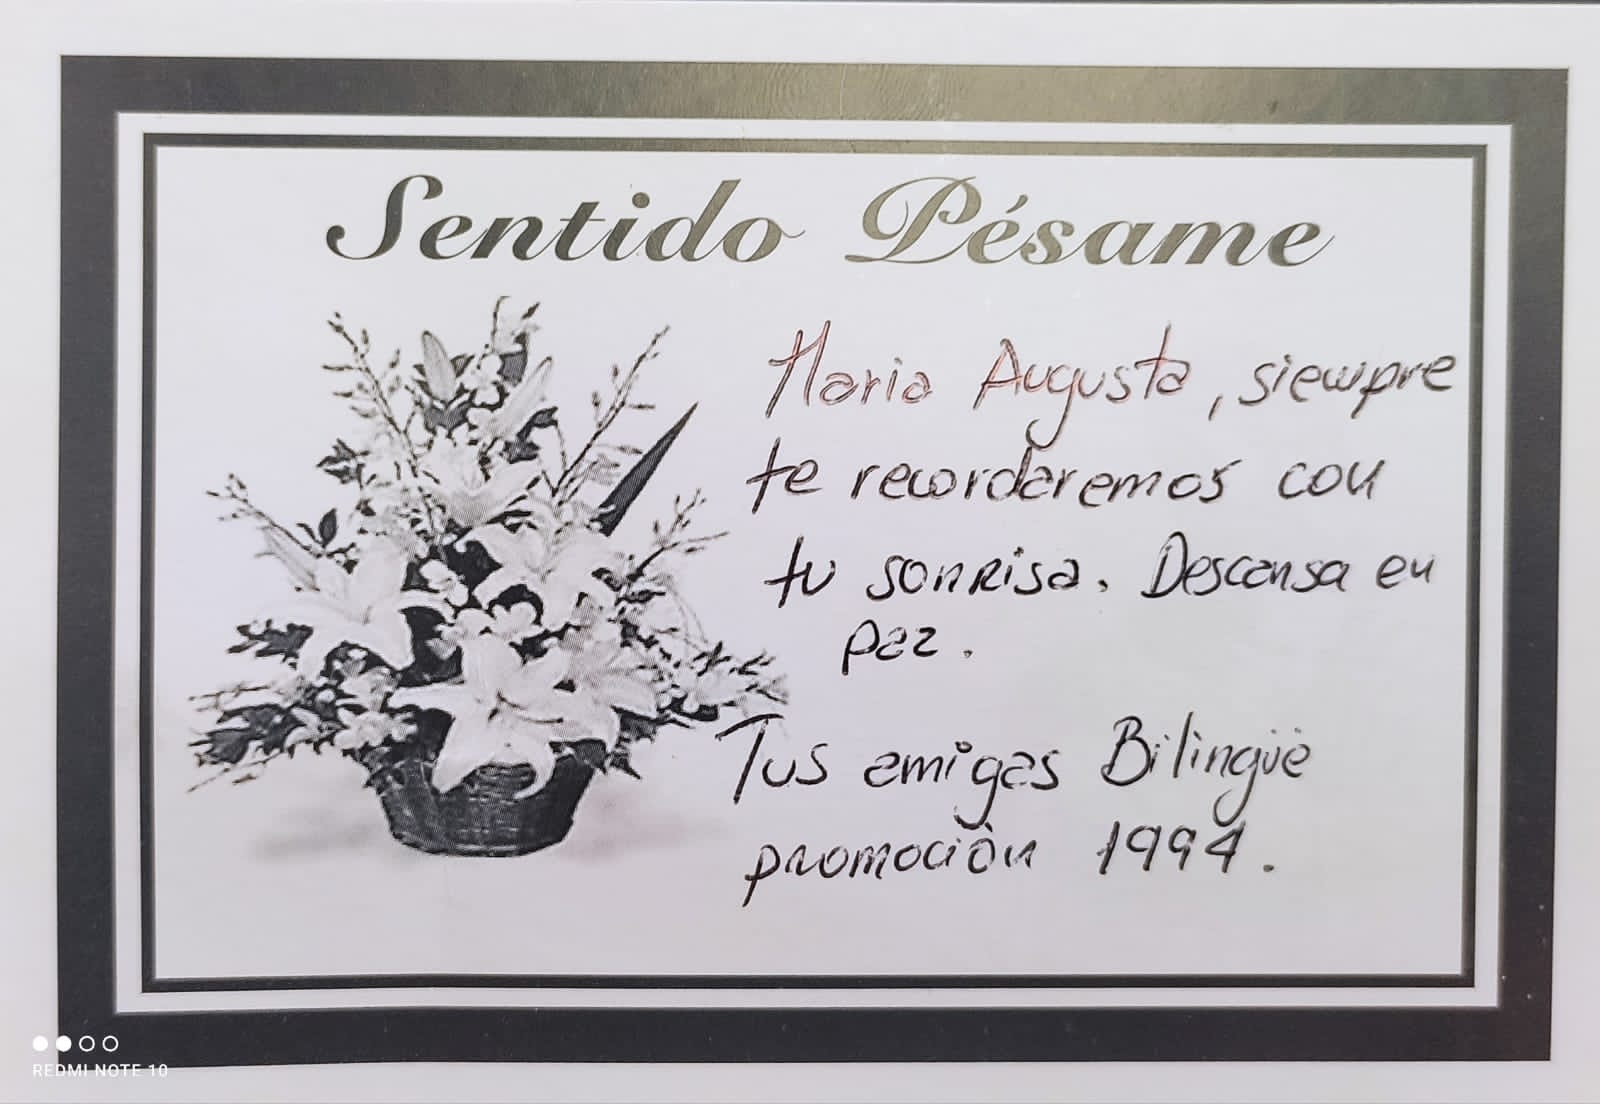 Sentido Pésame
Maria Augusta, siempre
te recordaremos con
tu sonrisa. Descansa en
paz.
Tus amigas Bilingüe
promoción 1994.
REDMI NOTE 10